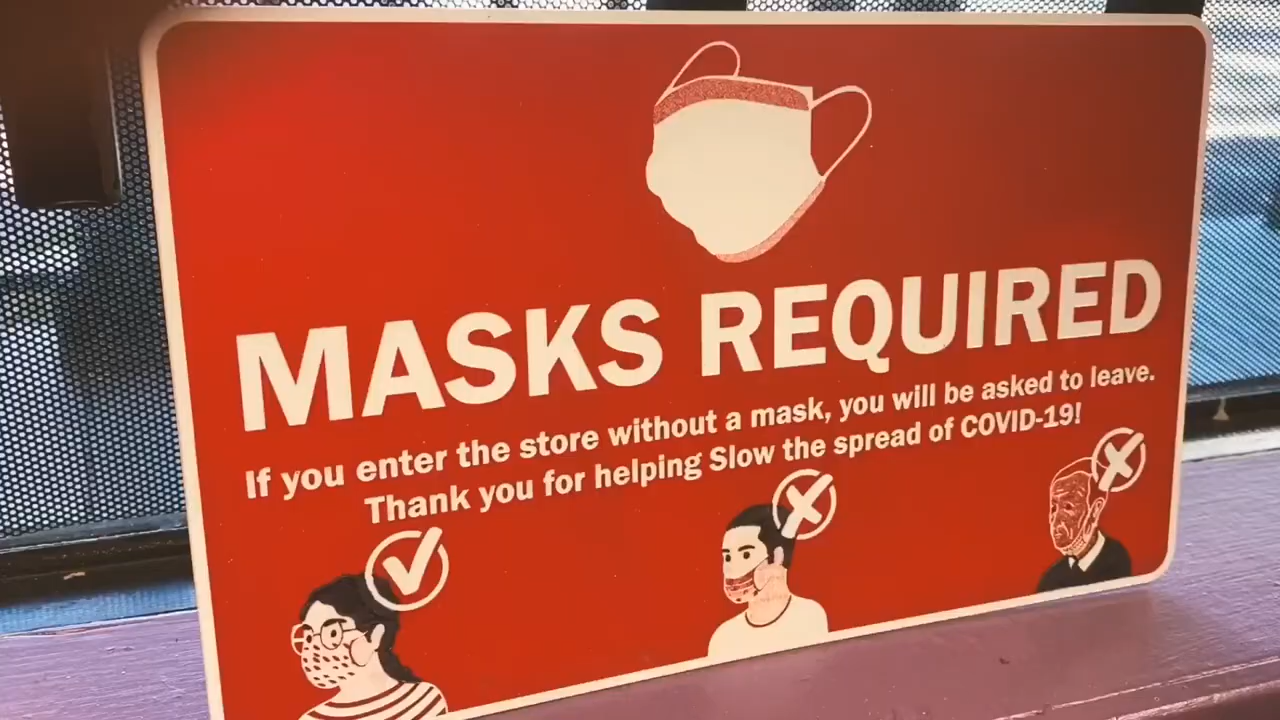 MASKS REQUIRED
If you enter the store without a mask, you will be asked to leave.
Thank you for helping Slow the spread of COVID-19!